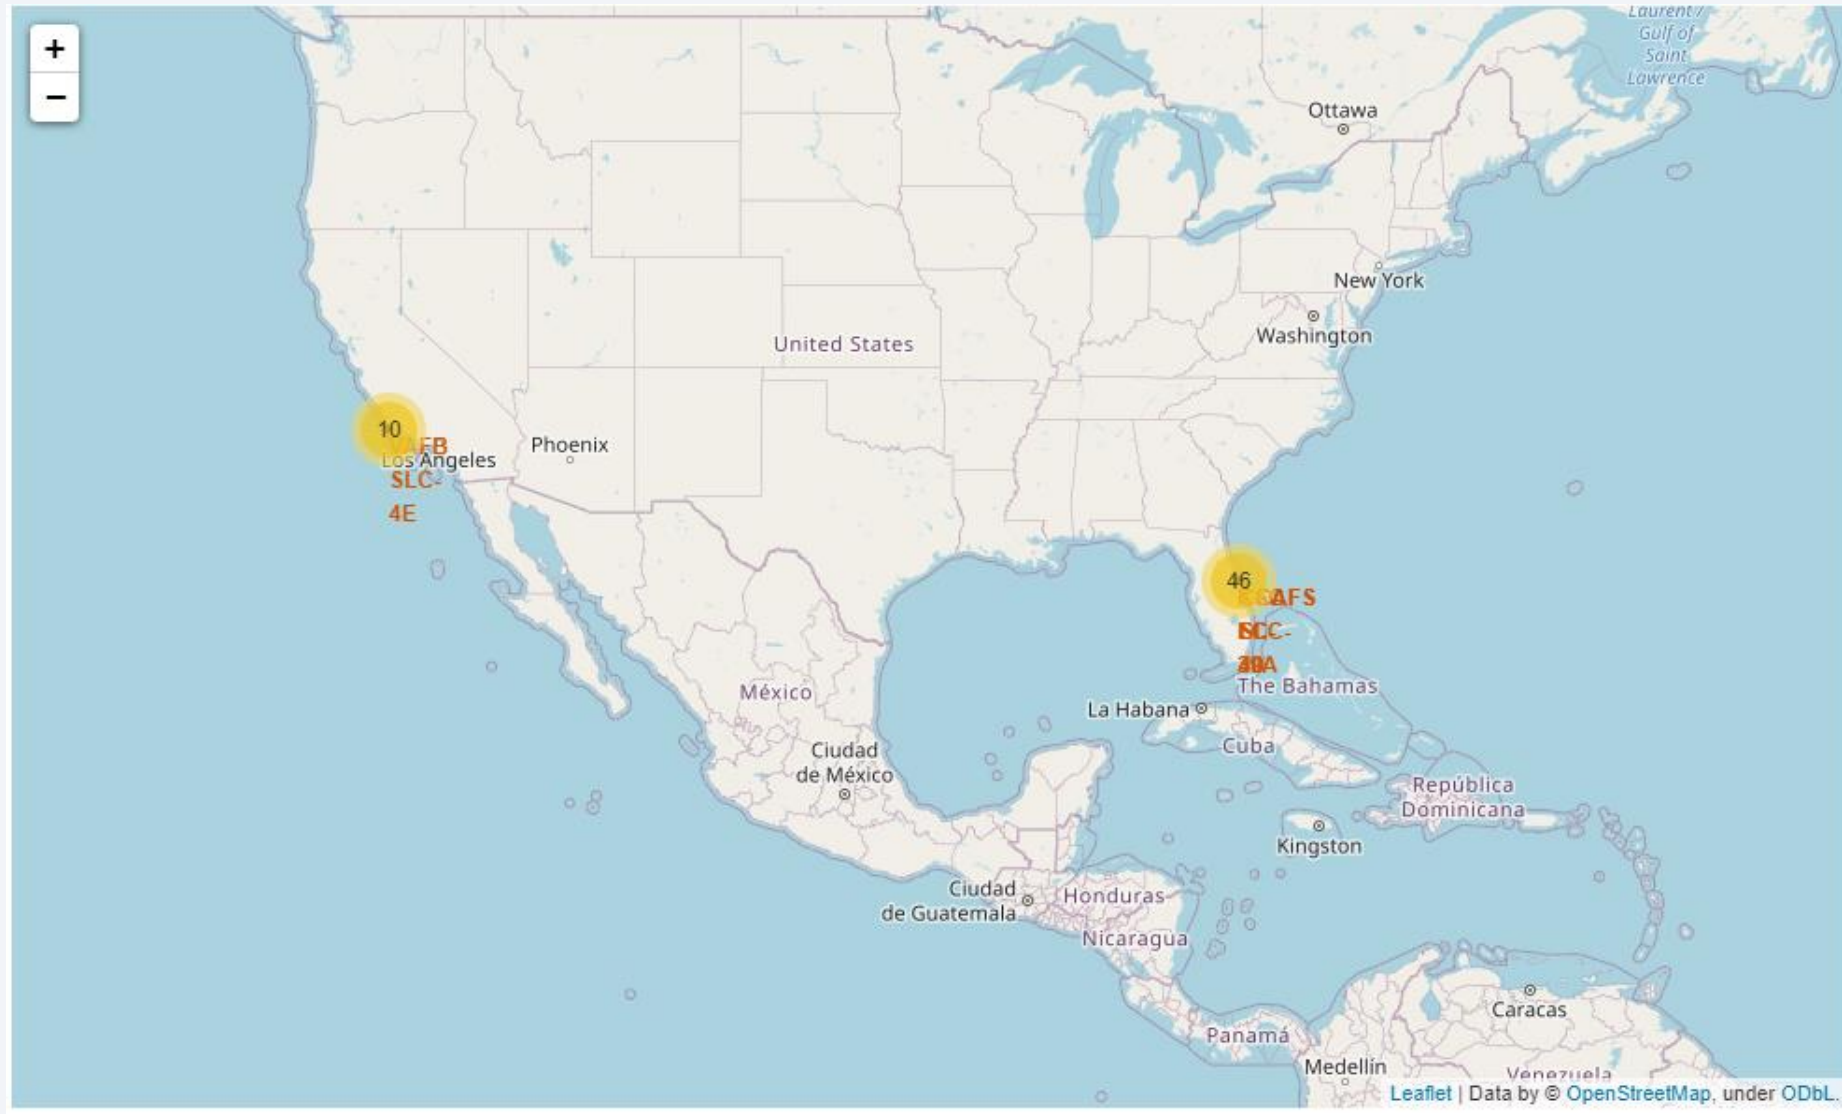 +
−
Laurent /
Gulf of
Saint
Lawrence
Ottawa
New York
Washington
United States
10
VAFB
Los Angeles
SLC-
4E
Phoenix
46
AFS
The Bahamas
México
La Habana
Cuba
Ciudad
de México
República
Dominicana
Kingston
Ciudad
de Guatemala
Honduras
Nicaragua
Caracas
Panamá
Medellín
Venezuela
Leaflet | Data by © OpenStreetMap, under ODbL.